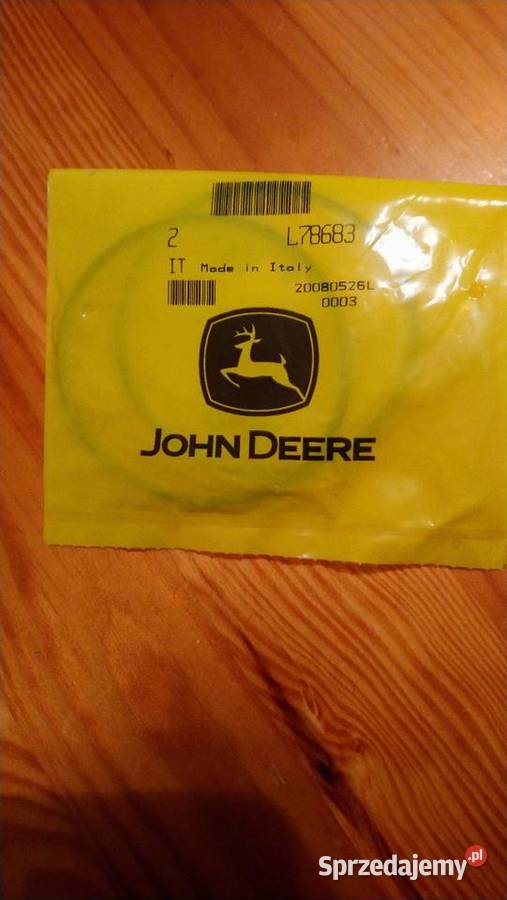 2 L78683
IT Made in Italy
20080526L
0003
JOHN DEERE
Sprzedajemy.pl